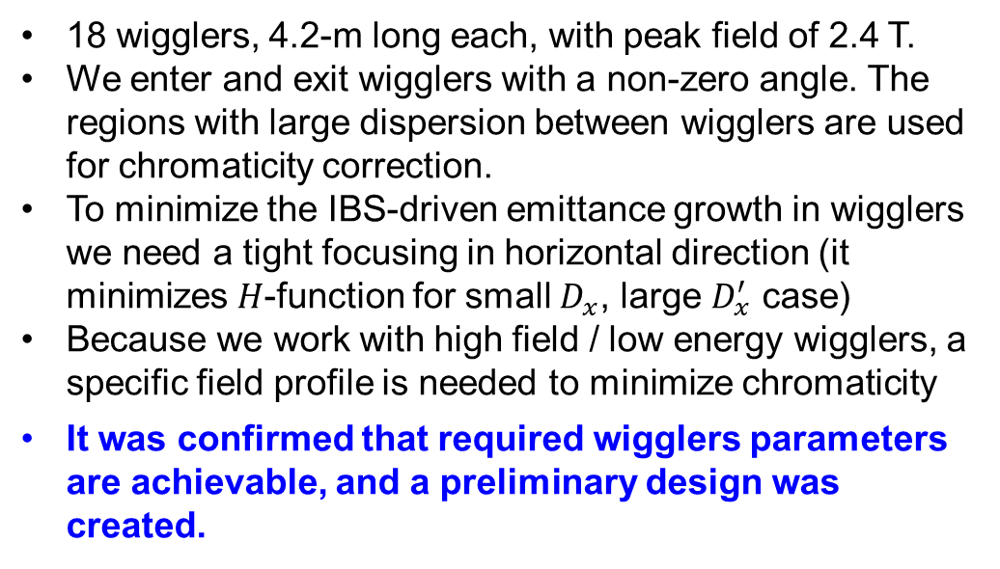 • 18 wigglers, 4.2-m long each, with peak field of 2.4 T.
• We enter and exit wigglers with a non-zero angle. The
regions with large dispersion between wigglers are used
for chromaticity correction.
• To minimize the IBS-driven emittance growth in wigglers
we need a tight focusing in horizontal direction (it
minimizes 𝐻-function for small 𝐷ₓ, large 𝐷′ₓ case)
• Because we work with high field / low energy wigglers, a
specific field profile is needed to minimize chromaticity
• It was confirmed that required wigglers parameters
are achievable, and a preliminary design was
created.